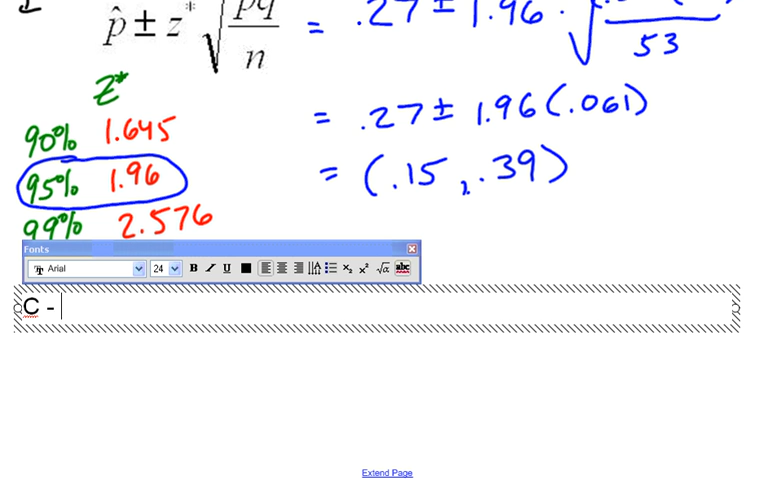 p̂ ± z* √pq/n = .27 ± 1.96 · √ 53
z*
90% 1.645
= .27 ± 1.96 (.061)
95% 1.96
= (.15, .39)
99% 2.576
Fonts
Arial 24 B I U abc
C -
Extend Page